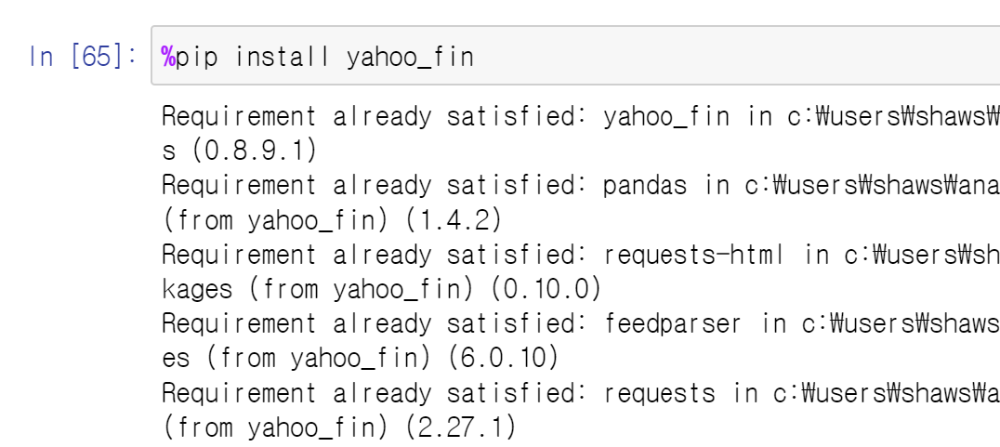 In [65]: %pip install yahoo_fin
Requirement already satisfied: yahoo_fin in c:₩users₩shaws₩
s (0.8.9.1)
Requirement already satisfied: pandas in c:₩users₩shaws₩ana
(from yahoo_fin) (1.4.2)
Requirement already satisfied: requests-html in c:₩users₩sh
kages (from yahoo_fin) (0.10.0)
Requirement already satisfied: feedparser in c:₩users₩shaws
es (from yahoo_fin) (6.0.10)
Requirement already satisfied: requests in c:₩users₩shaws₩a
(from yahoo_fin) (2.27.1)